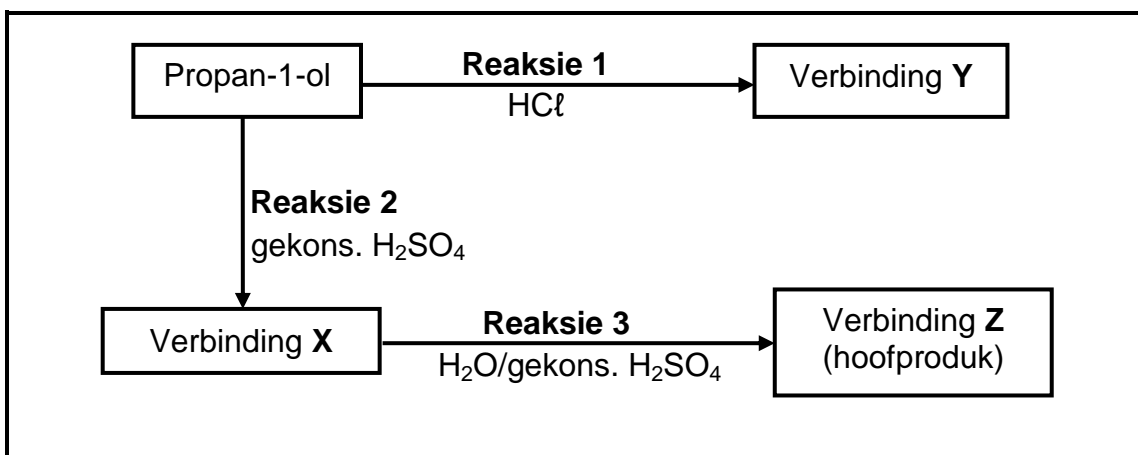 Propan-1-ol
Reaksie 1
HCℓ
Verbinding Y
Reaksie 2
gekons. H₂SO₄
Verbinding X
Reaksie 3
H₂O/gekons. H₂SO₄
Verbinding Z
(hoofproduk)